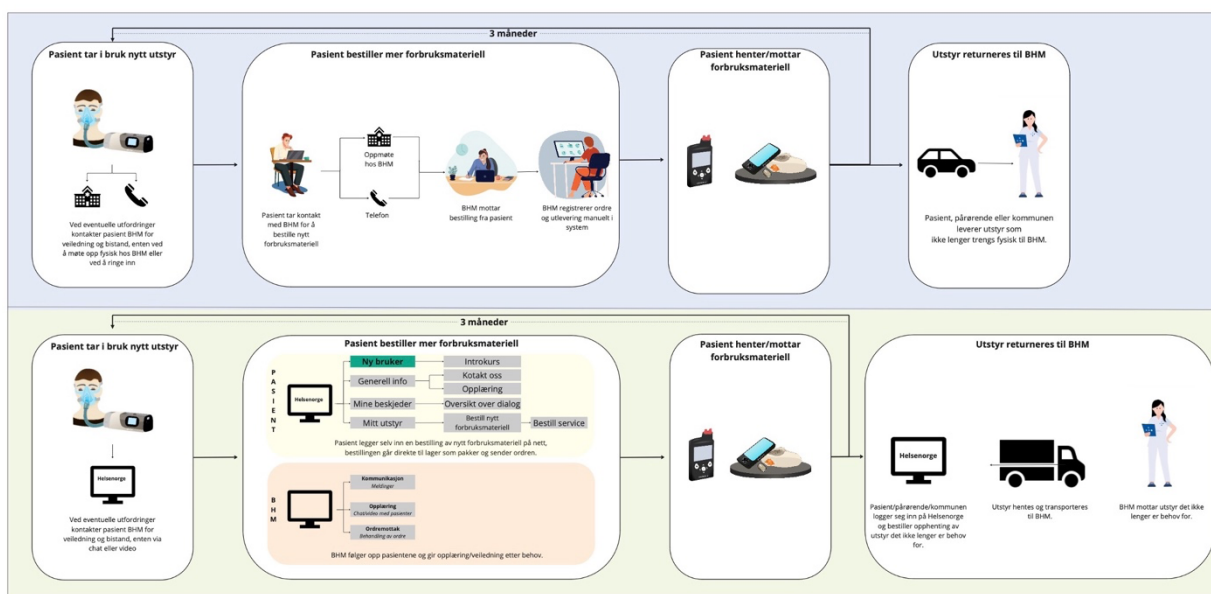 3 måneder
Pasient tar i bruk nytt utstyr
Ved eventuelle utfordringer
kontakter pasient BHM for
veiledning og bistand, enten ved
å møte opp fysisk hos BHM eller
ved å ringe inn
Pasient bestiller mer forbruksmateriell
Pasient tar kontakt
med BHM for å
bestille nytt
forbruksmateriell
Oppmøte
hos BHM
Telefon
BHM mottar
bestilling fra pasient
BHM registrerer ordre
og utlevering manuelt i
system
Pasient henter/mottar
forbruksmateriell
Utstyr returneres til BHM
Pasient, pårørende eller kommunen
leverer utstyr som
ikke lenger trengs fysisk til BHM.
3 måneder
Pasient tar i bruk nytt utstyr
Helsenorge
Ved eventuelle utfordringer
kontakter pasient BHM for
veiledning og bistand, enten via
chat eller video
Pasient bestiller mer forbruksmateriell
PASIENT
Helsenorge
Ny bruker
Introkurs
Generell info
Kotakt oss
Opplæring
Mine beskjeder
Oversikt over dialog
Mitt utstyr
Bestill nytt
forbruksmateriell
Bestill service
Pasient legger selv inn en bestilling av nytt forbruksmateriell på nett,
bestillingen går direkte til lager som pakker og sender ordren.
BHM
Kommunikasjon
Meldinger
Opplæring
Chat/video med pasienter
Ordremottak
Behandling av ordre
BHM følger opp pasientene og gir opplæring/veiledning etter behov.
Pasient henter/mottar
forbruksmateriell
Utstyr returneres til BHM
Helsenorge
Pasient/pårørende/kommunen
logger seg inn på Helsenorge
og bestiller opphenting av
utstyr det ikke lenger er behov
for.
Utstyr hentes og transporteres
til BHM.
BHM mottar utstyr det ikke
lenger er behov for.